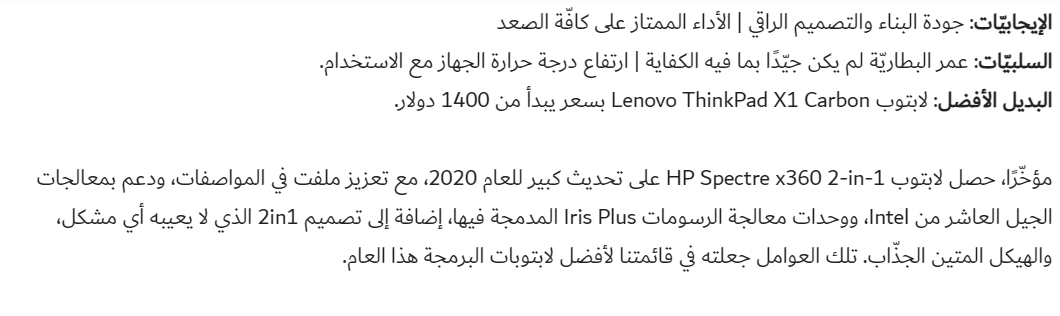 الإيجابيّات: جودة البناء والتصميم الراقي | الأداء الممتاز على كافّة الصعد
السلبيّات: عمر البطاريّة لم يكن جيّدًا بما فيه الكفاية | ارتفاع درجة حرارة الجهاز مع الاستخدام.
البديل الأفضل: لابتوب Lenovo ThinkPad X1 Carbon بسعر يبدأ من 1400 دولار.
مؤخّرًا، حصل لابتوب HP Spectre x360 2-in-1 على تحديث كبير للعام 2020، مع تعزيز ملفت في المواصفات، ودعم بمعالجات
الجيل العاشر من Intel، ووحدات معالجة الرسومات Iris Plus المدمجة فيها، إضافة إلى تصميم 2in1 الذي لا يعيبه أي مشكل،
والهيكل المتين الجذّاب. تلك العوامل جعلته في قائمتنا لأفضل لابتوبات البرمجة هذا العام.